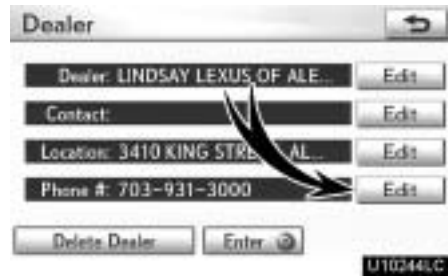 Dealer
Dealer: LINDSAY LEXUS OF ALE... Edit
Contact: Edit
Location: 3410 KING STRE AL... Edit
Phone #: 703-931-3000 Edit
Delete Dealer Enter
U10344LC